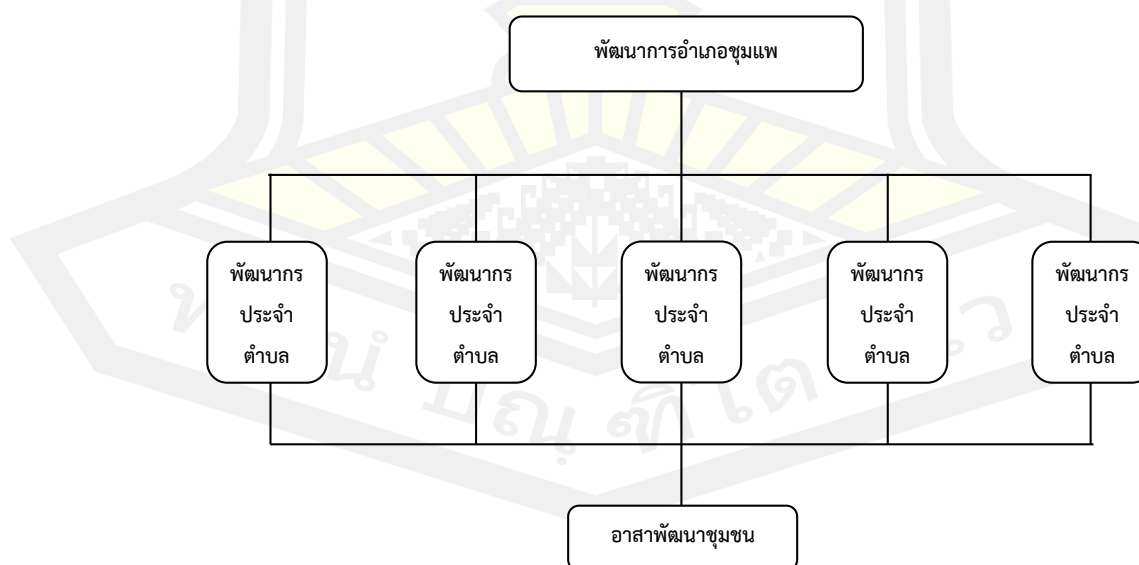 พัฒนาการอำเภอชุมแพ
พัฒนากร
ประจำ
ตำบล
พัฒนากร
ประจำ
ตำบล
พัฒนากร
ประจำ
ตำบล
พัฒนากร
ประจำ
ตำบล
พัฒนากร
ประจำ
ตำบล
อาสาพัฒนาชุมชน